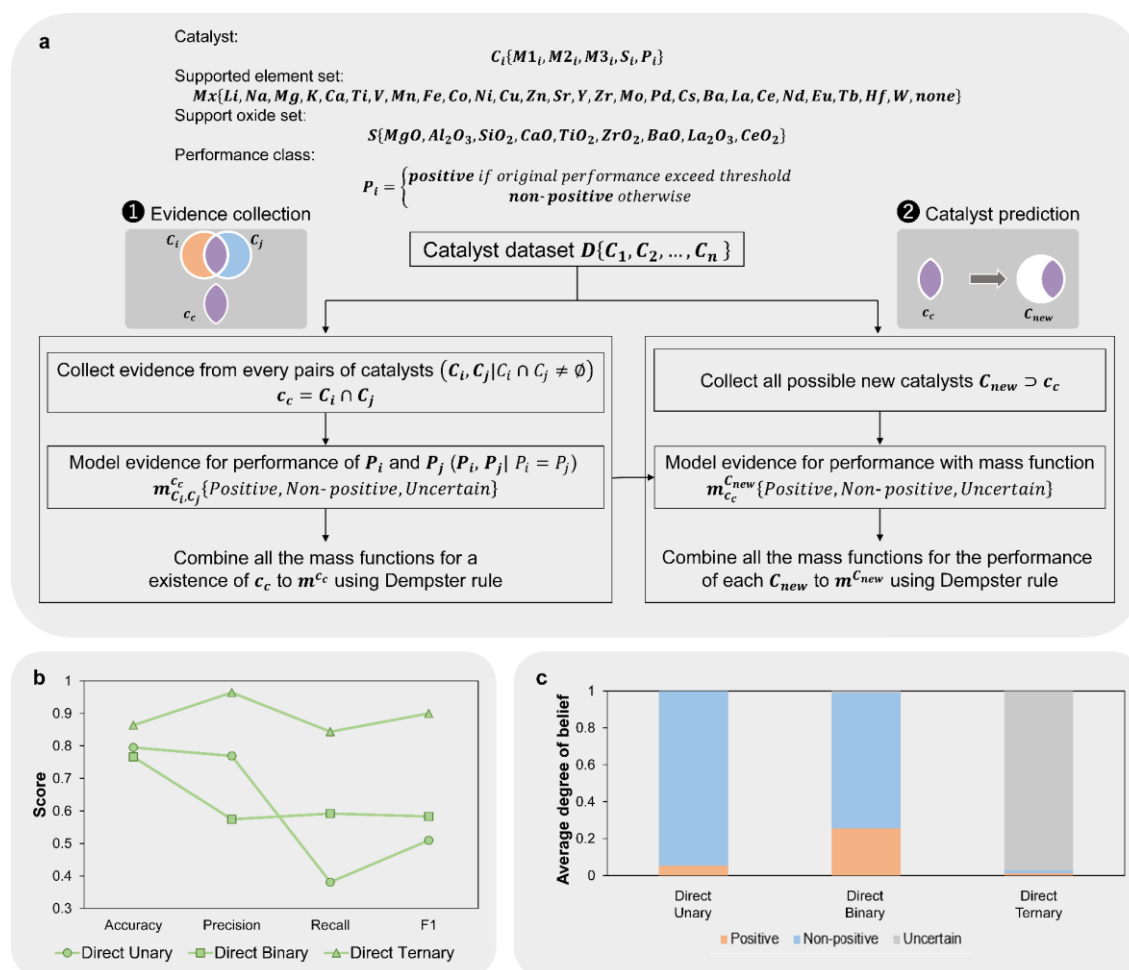 a
Catalyst:
C_i{M1_i, M2_i, M3_i, S_i, P_i}
Supported element set:
Mx{Li, Na, Mg, K, Ca, Ti, V, Mn, Fe, Co, Ni, Cu, Zn, Sr, Y, Zr, Mo, Pd, Cs, Ba, La, Ce, Nd, Eu, Tb, Hf, W, none}
Support oxide set:
S{MgO, Al₂O₃, SiO₂, CaO, TiO₂, ZrO₂, BaO, La₂O₃, CeO₂}
Performance class:
P_i = { positive if original performance exceed threshold
non-positive otherwise
1 Evidence collection
C_i C_j
c_c
2 Catalyst prediction
c_c C_new
Catalyst dataset D{C₁, C₂, ..., C_n }
Collect evidence from every pairs of catalysts (C_i, C_j|C_i ∩ C_j ≠ ∅)
c_c = C_i ∩ C_j
Model evidence for performance of P_i and P_j (P_i, P_j| P_i = P_j)
m^{c_c}_{C_i,C_j}{Positive, Non-positive, Uncertain}
Combine all the mass functions for a
existence of c_c to m^{c_c} using Dempster rule
Collect all possible new catalysts C_new ⊃ c_c
Model evidence for performance with mass function
m^{C_new}_{c_c}{Positive, Non-positive, Uncertain}
Combine all the mass functions for the performance
of each C_new to m^{C_new} using Dempster rule
b
Score
1
0.9
0.8
0.7
0.6
0.5
0.4
0.3
Accuracy Precision Recall F1
Direct Unary Direct Binary Direct Ternary
c
Average degree of belief
1
0.8
0.6
0.4
0.2
0
Direct Unary
Direct Binary
Direct Ternary
Positive Non-positive Uncertain